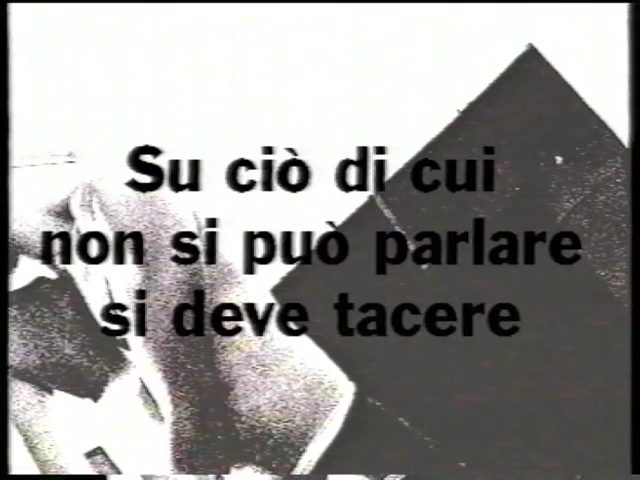 Su ciò di cui
non si può parlare
si deve tacere